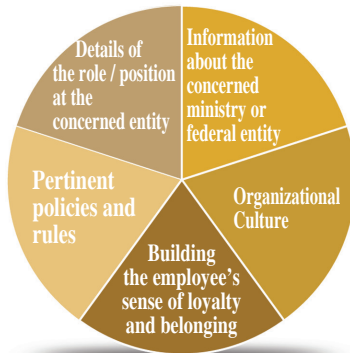 Details of
the role / position
at the
concerned entity
Information
about the
concerned
ministry or
federal entity
Pertinent
policies and
rules
Organizational
Culture
Building
the employee's
sense of loyalty
and belonging